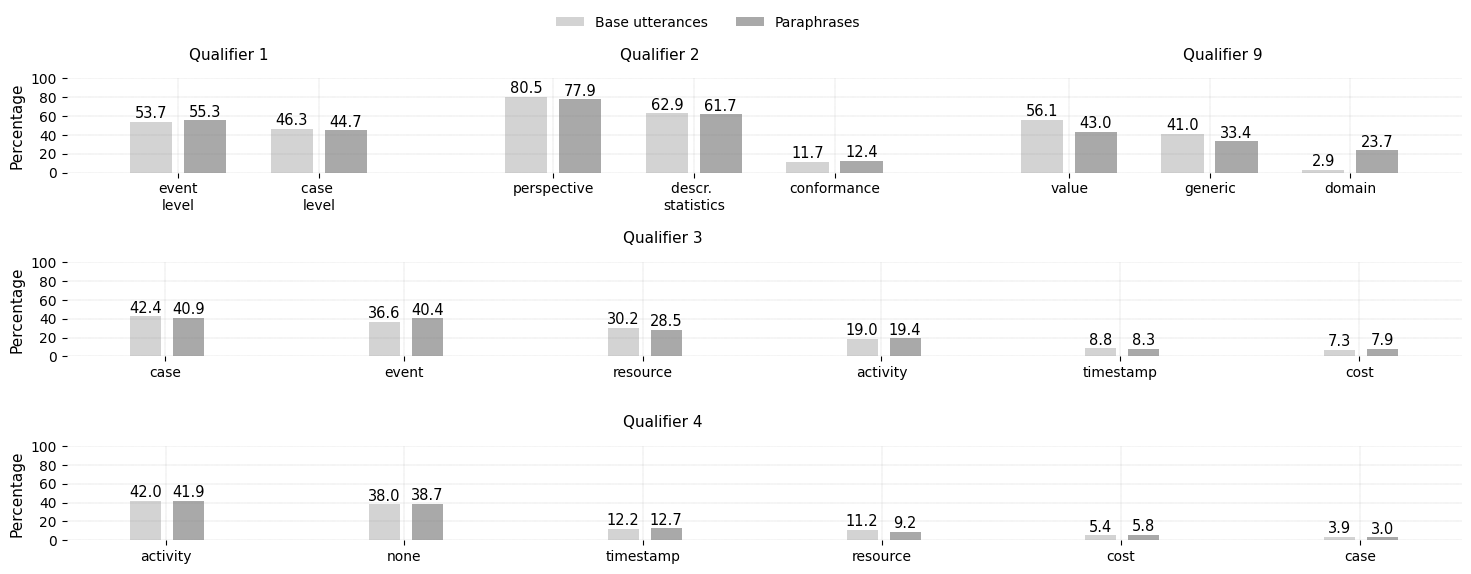 Base utterances Paraphrases
Qualifier 1 Qualifier 2 Qualifier 9
Percentage
100
80
60
40
20
0
53.7 55.3 46.3 44.7 80.5 77.9 62.9 61.7 11.7 12.4 56.1 43.0 41.0 33.4 2.9 23.7
event case perspective descr. conformance value generic domain
level level statistics
Qualifier 3
Percentage
100
80
60
40
20
0
42.4 40.9 36.6 40.4 30.2 28.5 19.0 19.4 8.8 8.3 7.3 7.9
case event resource activity timestamp cost
Qualifier 4
Percentage
100
80
60
40
20
0
42.0 41.9 38.0 38.7 12.2 12.7 11.2 9.2 5.4 5.8 3.9 3.0
activity none timestamp resource cost case